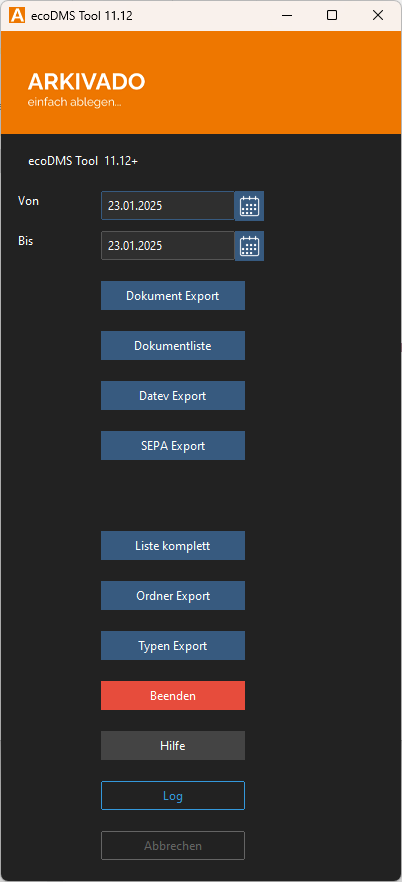 ecoDMS Tool 11.12
ARKIVADO
einfach ablegen...
ecoDMS Tool 11.12+
Von 23.01.2025
Bis 23.01.2025
Dokument Export
Dokumentliste
Datev Export
SEPA Export
Liste komplett
Ordner Export
Typen Export
Beenden
Hilfe
Log
Abbrechen